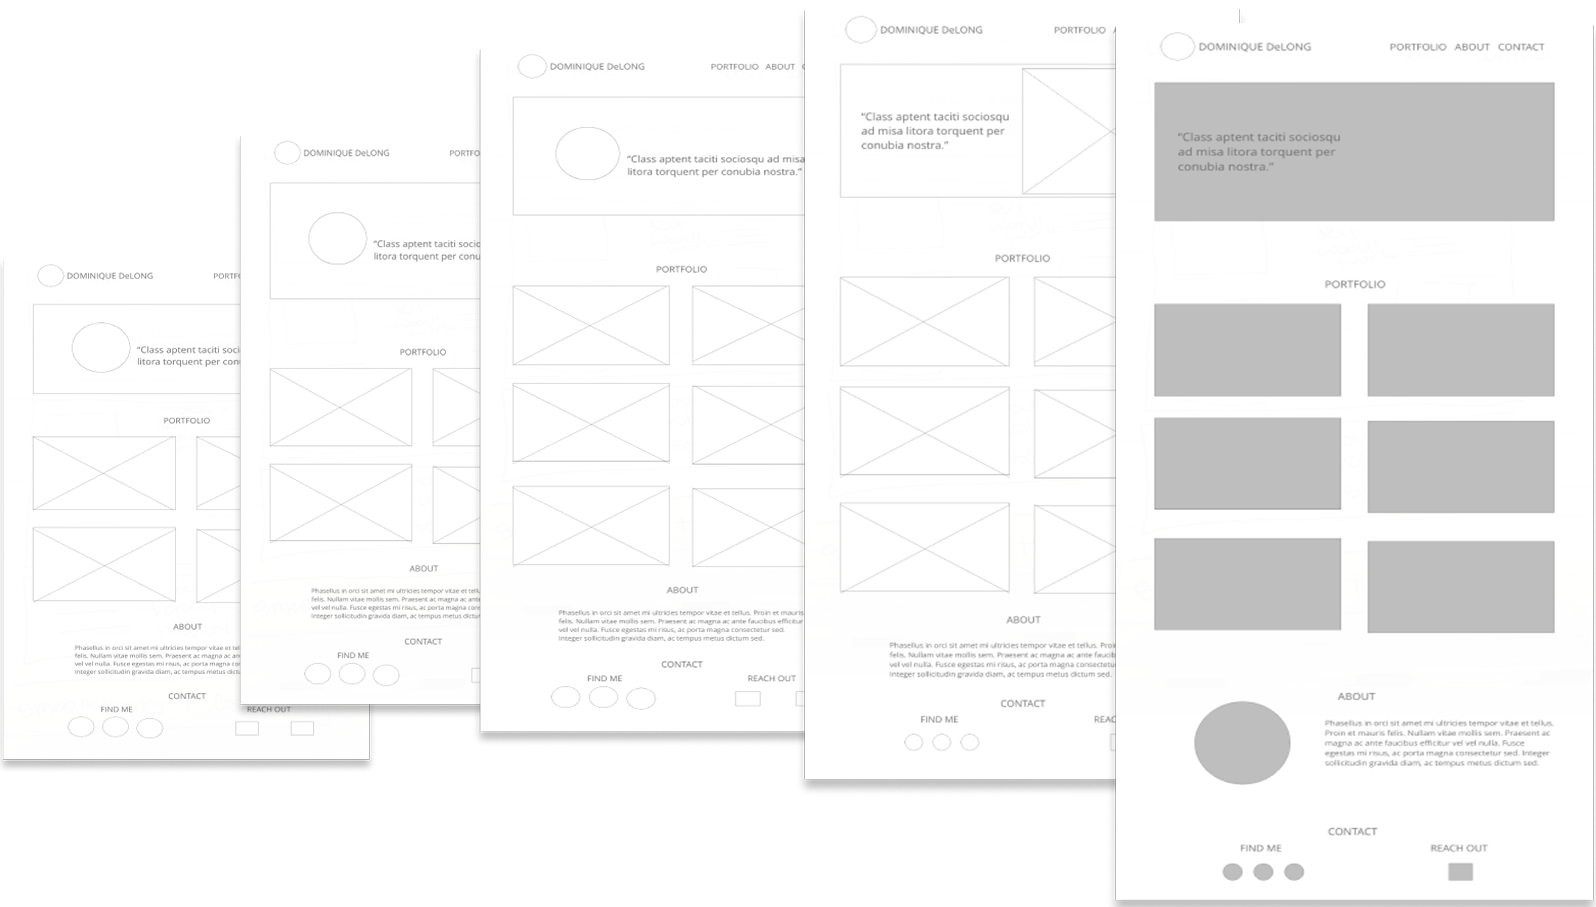 DOMINIQUE DeLONG
PORTF
“Class aptent taciti soci
litora torquent per con
PORTFOLIO
ABOUT
Phasellus in orci sit amet mi ultricies tempor vitae et tel
felis. Nullam vitae mollis sem. Praesent ac magna ac an
vel vel nulla. Fusce egestas mi risus, ac porta magna co
Integer sollicitudin gravida diam, ac tempus metus dict
CONTACT
FIND ME
REACH OUT
DOMINIQUE DeLONG
PORTFO
“Class aptent taciti socio
litora torquent per conu
PORTFOLIO
ABOUT
Phasellus in orci sit amet mi ultricies tempor vitae et tellu
felis. Nullam vitae mollis sem. Praesent ac magna ac ante
vel vel nulla. Fusce egestas mi risus, ac porta magna cons
Integer sollicitudin gravida diam, ac tempus metus dictur
CONTACT
FIND ME
DOMINIQUE DeLONG
PORTFOLIO ABOUT C
“Class aptent taciti sociosqu ad misa
litora torquent per conubia nostra.”
PORTFOLIO
ABOUT
Phasellus in orci sit amet mi ultricies tempor vitae et tellus. Proin et mauris
felis. Nullam vitae mollis sem. Praesent ac magna ac ante faucibus efficitur
vel vel nulla. Fusce egestas mi risus, ac porta magna consectetur sed.
Integer sollicitudin gravida diam, ac tempus metus dictum sed.
CONTACT
FIND ME
REACH OUT
DOMINIQUE DeLONG
PORTFOLIO A
“Class aptent taciti sociosqu
ad misa litora torquent per
conubia nostra.”
PORTFOLIO
ABOUT
Phasellus in orci sit amet mi ultricies tempor vitae et tellus. Proin
felis. Nullam vitae mollis sem. Praesent ac magna ac ante faucib
vel vel nulla. Fusce egestas mi risus, ac porta magna consectetu
Integer sollicitudin gravida diam, ac tempus metus dictum sed.
CONTACT
FIND ME
REAC
DOMINIQUE DeLONG
PORTFOLIO ABOUT CONTACT
“Class aptent taciti sociosqu
ad misa litora torquent per
conubia nostra.”
PORTFOLIO
ABOUT
Phasellus in orci sit amet mi ultricies tempor vitae et tellus.
Proin et mauris felis. Nullam vitae mollis sem. Praesent ac
magna ac ante faucibus efficitur vel vel nulla. Fusce
egestas mi risus, ac porta magna consectetur sed. Integer
sollicitudin gravida diam, ac tempus metus dictum sed.
CONTACT
FIND ME
REACH OUT